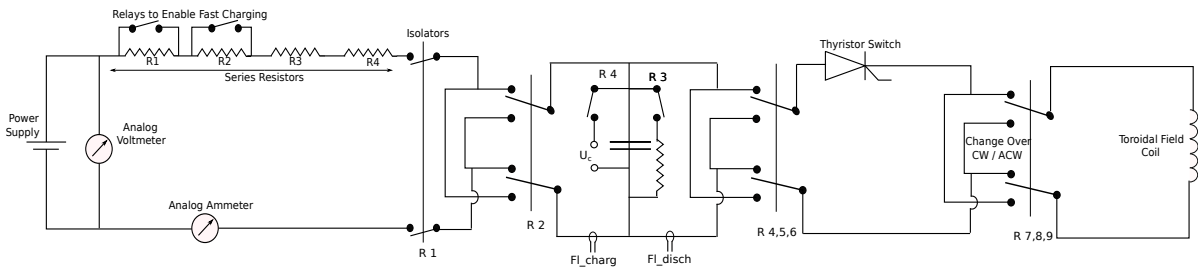 Relays to Enable Fast Charging
R1
R2
R3
R4
Series Resistors
Isolators
Power
Supply
Analog
Voltmeter
Analog Ammeter
R 1
R 2
R 4
R 3
Uc
Fl_charg
Fl_disch
Thyristor Switch
R 4,5,6
Change Over
CW / ACW
R 7,8,9
Toroidal Field
Coil